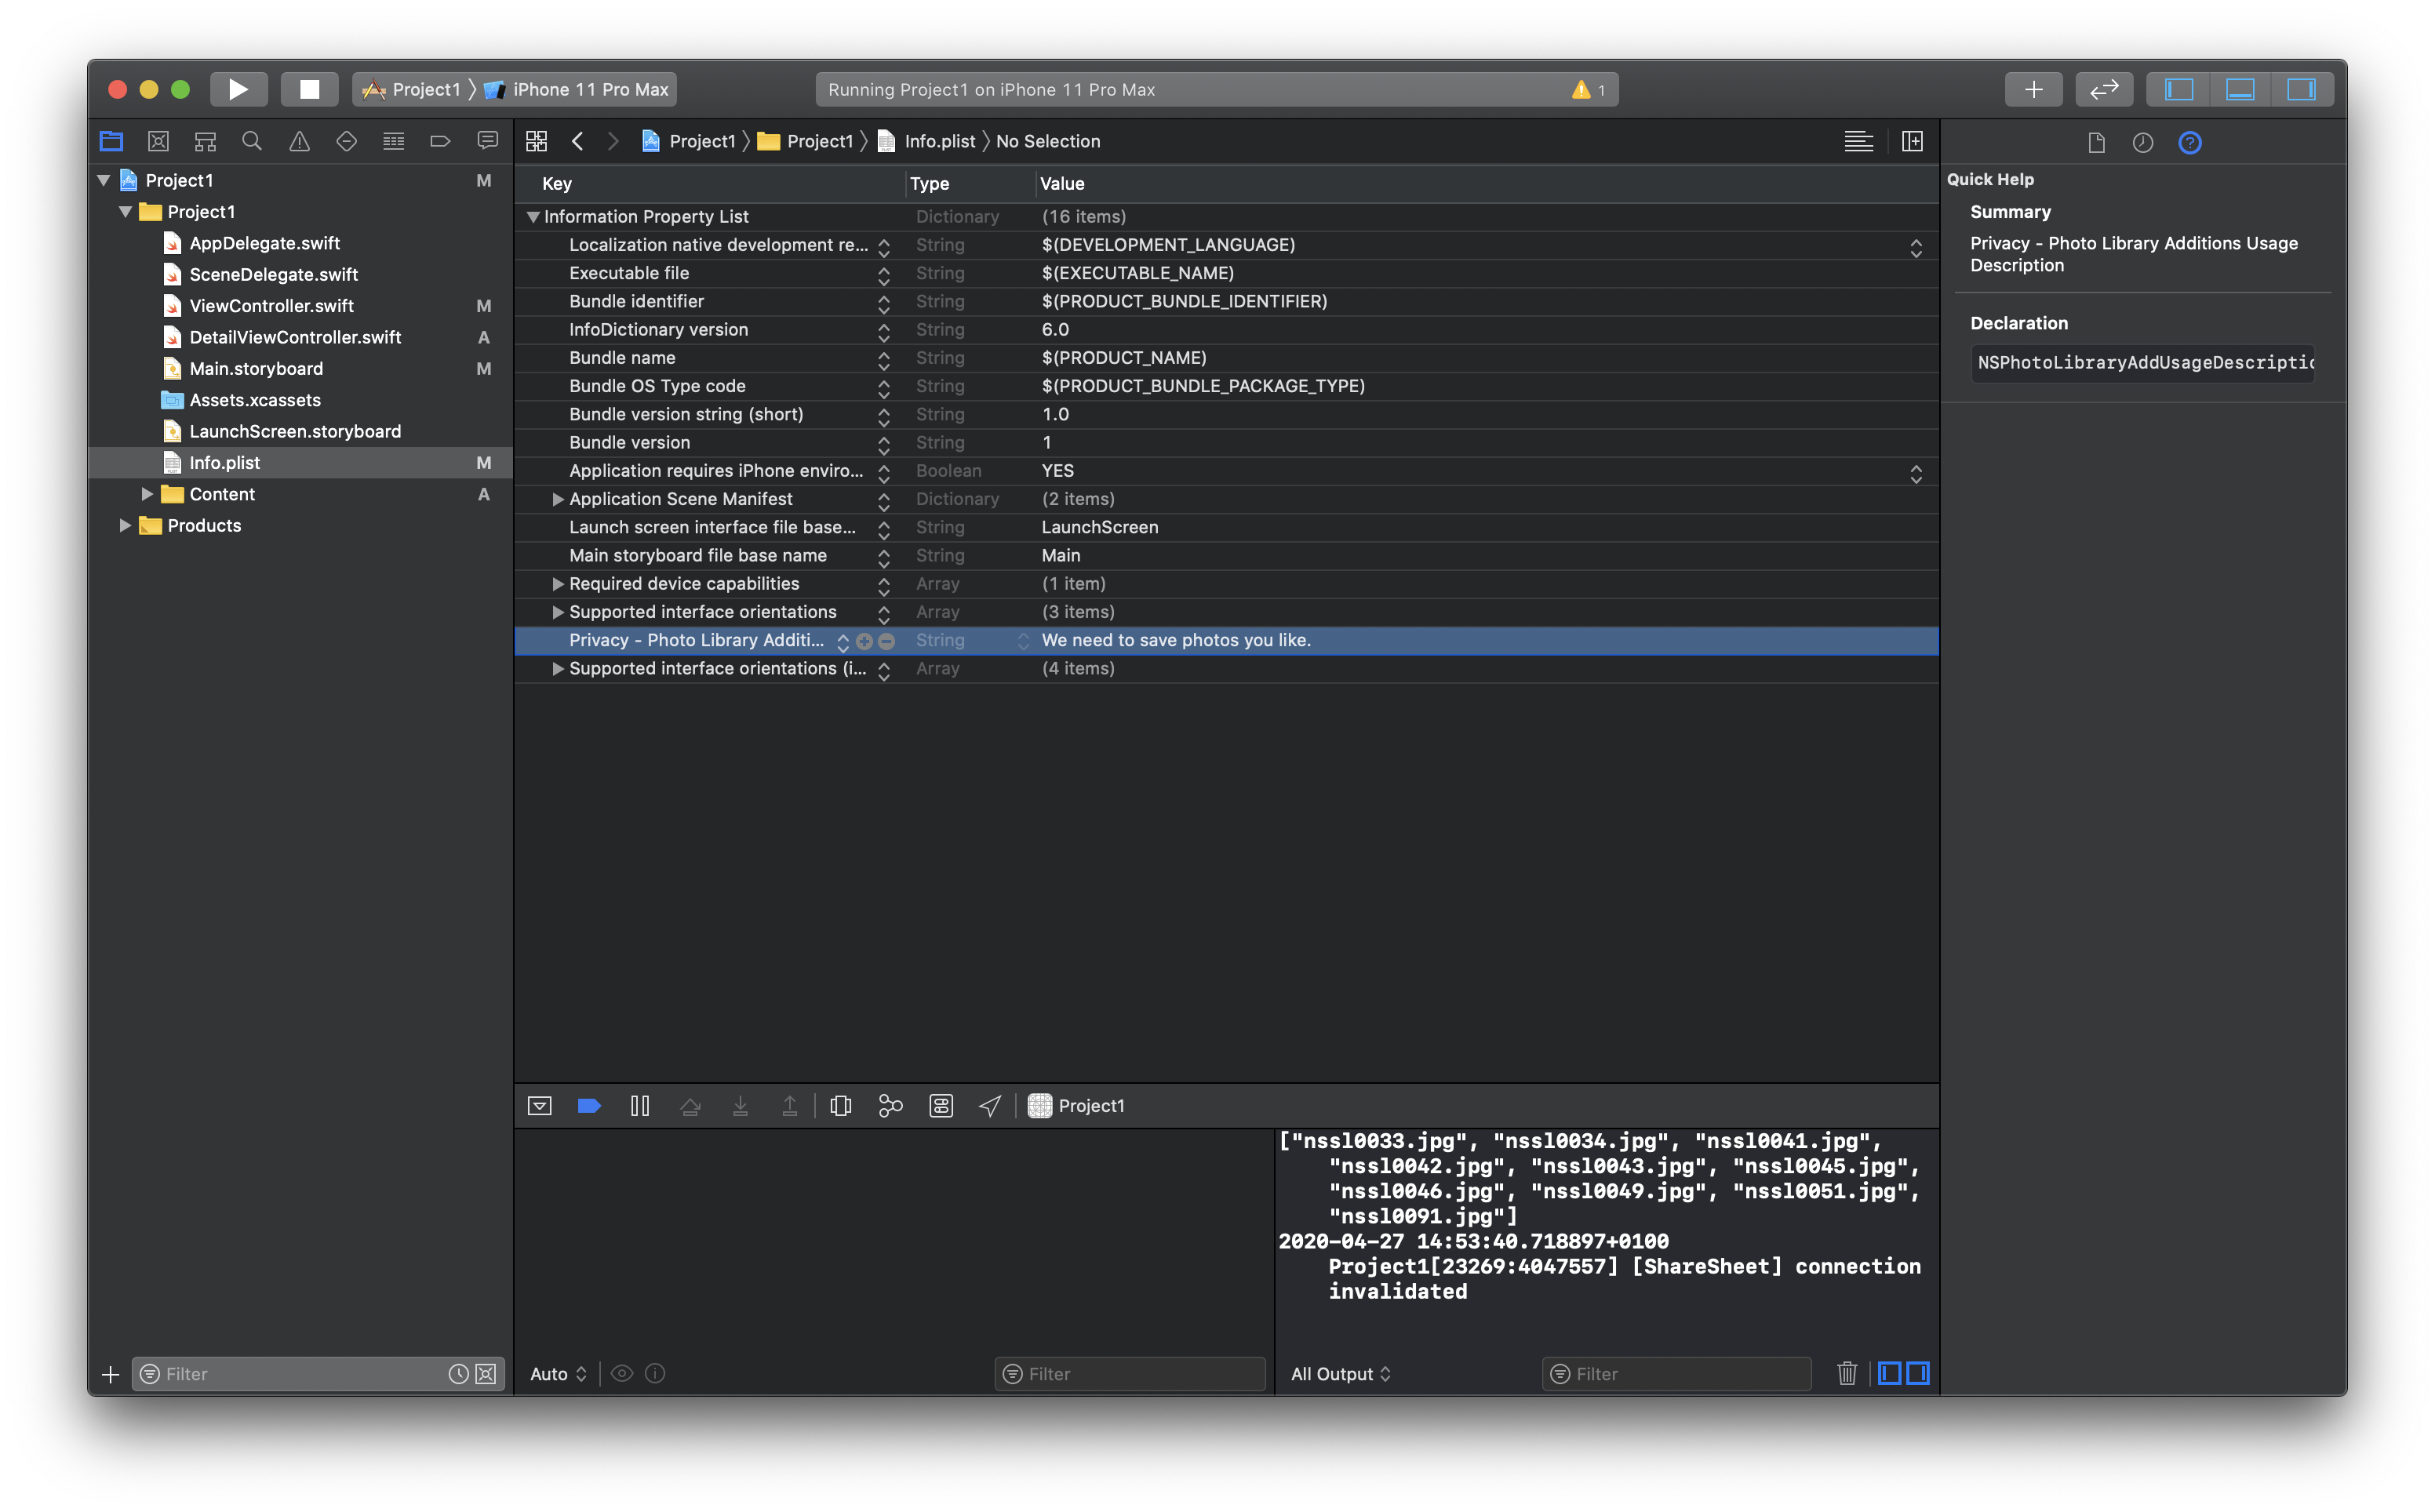 Project1 iPhone 11 Pro Max
Running Project1 on iPhone 11 Pro Max
1
Project1 Project1 Info.plist No Selection
Project1 M
Project1
AppDelegate.swift
SceneDelegate.swift
ViewController.swift M
DetailViewController.swift A
Main.storyboard M
Assets.xcassets
LaunchScreen.storyboard
Info.plist M
Content A
Products
Filter
Key Type Value
Information Property List Dictionary (16 items)
Localization native development re... String $(DEVELOPMENT_LANGUAGE)
Executable file String $(EXECUTABLE_NAME)
Bundle identifier String $(PRODUCT_BUNDLE_IDENTIFIER)
InfoDictionary version String 6.0
Bundle name String $(PRODUCT_NAME)
Bundle OS Type code String $(PRODUCT_BUNDLE_PACKAGE_TYPE)
Bundle version string (short) String 1.0
Bundle version String 1
Application requires iPhone enviro... Boolean YES
Application Scene Manifest Dictionary (2 items)
Launch screen interface file base... String LaunchScreen
Main storyboard file base name String Main
Required device capabilities Array (1 item)
Supported interface orientations Array (3 items)
Privacy - Photo Library Additi... String We need to save photos you like.
Supported interface orientations (i... Array (4 items)
Project1
Auto
Filter
["nssl0033.jpg", "nssl0034.jpg", "nssl0041.jpg",
"nssl0042.jpg", "nssl0043.jpg", "nssl0045.jpg",
"nssl0046.jpg", "nssl0049.jpg", "nssl0051.jpg",
"nssl0091.jpg"]
2020-04-27 14:53:40.718897+0100
Project1[23269:4047557] [ShareSheet] connection
invalidated
All Output
Filter
Quick Help
Summary
Privacy - Photo Library Additions Usage
Description
Declaration
NSPhotoLibraryAddUsageDescriptio